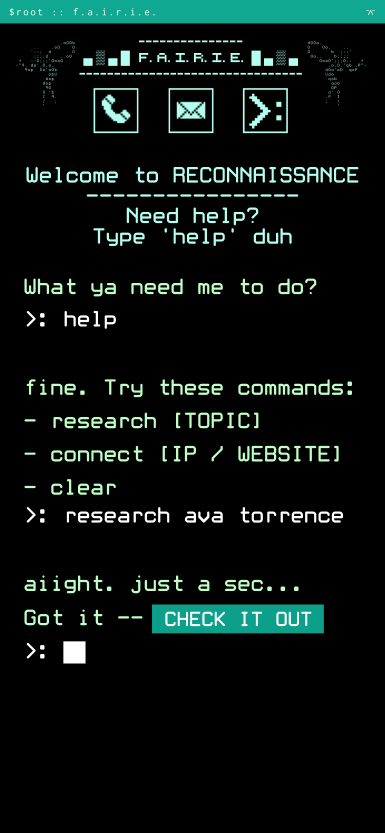 $root :: f.a.i.r.i.e.
F. A. I. R. I. E.
>:
Welcome to RECONNAISSANCE
----------------
Need help?
Type 'help' duh
What ya need me to do?
>: help
fine. Try these commands:
- research [TOPIC]
- connect [IP / WEBSITE]
- clear
>: research ava torrence
aiight. just a sec...
Got it -- CHECK IT OUT
>: